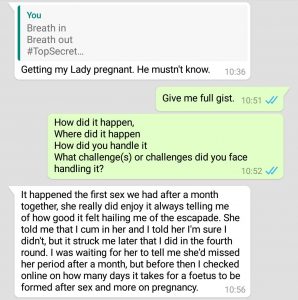 You
Breath in
Breath out
#TopSecret...
Getting my Lady pregnant. He mustn't know.
10:36
Give me full gist. 10:51
How did it happen,
Where did it happen
How did you handle it
What challenge(s) or challenges did you face
handling it?
10:52
It happened the first sex we had after a month
together, she really did enjoy it always telling me
of how good it felt hailing me of the escapade. She
told me that I cum in her and I told her I'm sure I
didn't, but it struck me later that I did in the fourth
round. I was waiting for her to tell me she'd missed
her period after a month, but before then I checked
online on how many days it takes for a foetus to be
formed after sex and more on pregnancy.
10:56